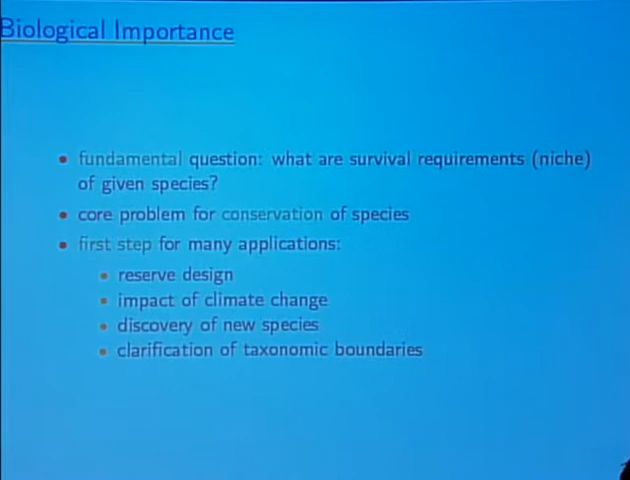 Biological Importance
• fundamental question: what are survival requirements (niche)
of given species?
• core problem for conservation of species
• first step for many applications:
• reserve design
• impact of climate change
• discovery of new species
• clarification of taxonomic boundaries